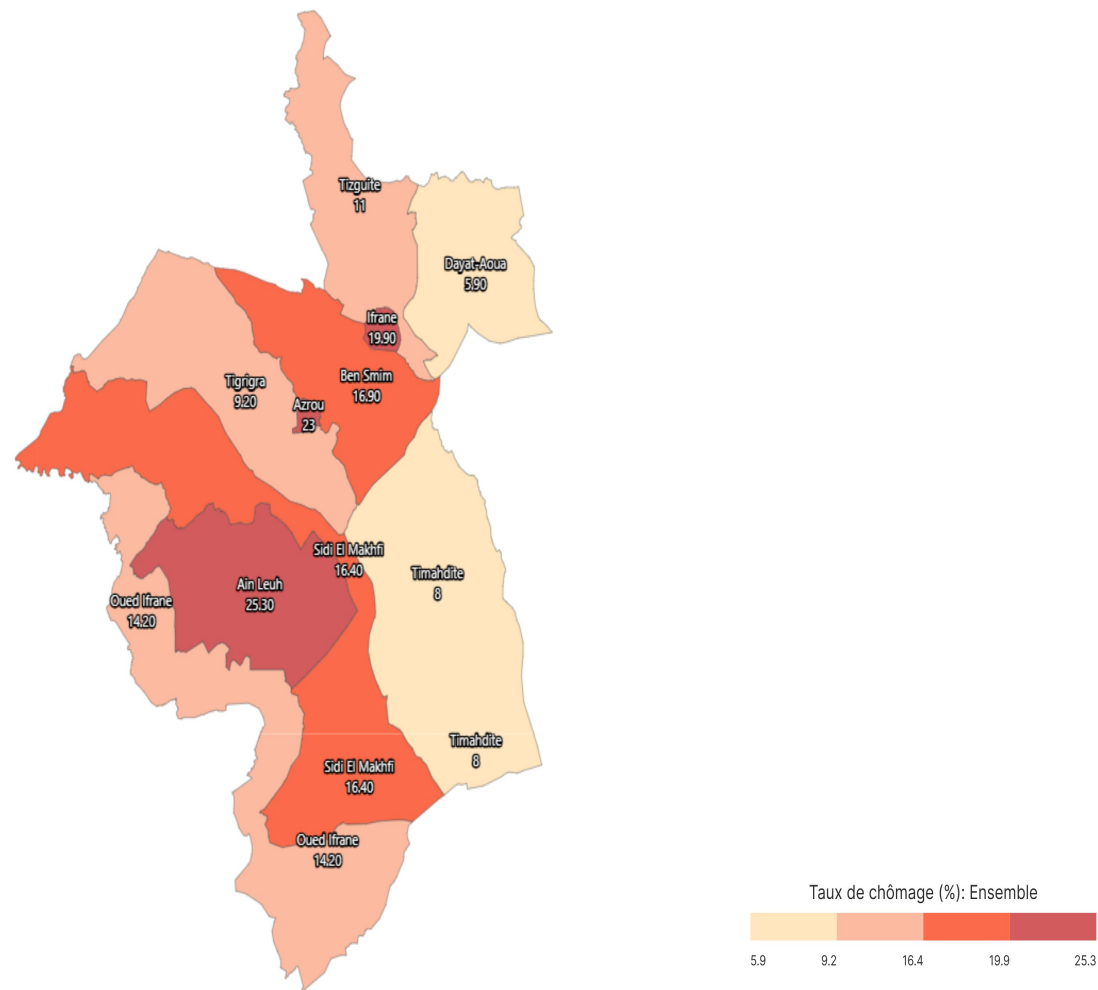 Tizguite
11
Dayat-Aoua
5.90
Ifrane
19.90
Ben Smim
16.90
Tigrigra
9.20
Azrou
23
Sidi El Makhfi
16.40
Timahdite
8
Ain Leuh
25.30
Oued Ifrane
14.20
Timahdite
8
Sidi El Makhfi
16.40
Oued Ifrane
14.20
Taux de chômage (%): Ensemble
5.9 9.2 16.4 19.9 25.3